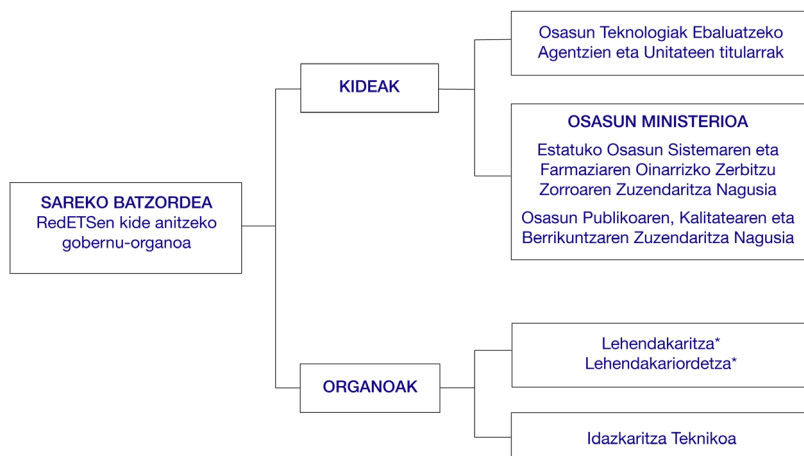 SAREKO BATZORDEA
RedETSen kide anitzeko
gobernu-organoa
KIDEAK
Osasun Teknologiak Ebaluatzeko
Agentzien eta Unitateen titularrak
OSASUN MINISTERIOA
Estatuko Osasun Sistemaren eta
Farmaziaren Oinarrizko Zerbitzu
Zorroaren Zuzendaritza Nagusia
Osasun Publikoaren, Kalitatearen eta
Berrikuntzaren Zuzendaritza Nagusia
ORGANOAK
Lehendakaritza*
Lehendakariordetza*
Idazkaritza Teknikoa